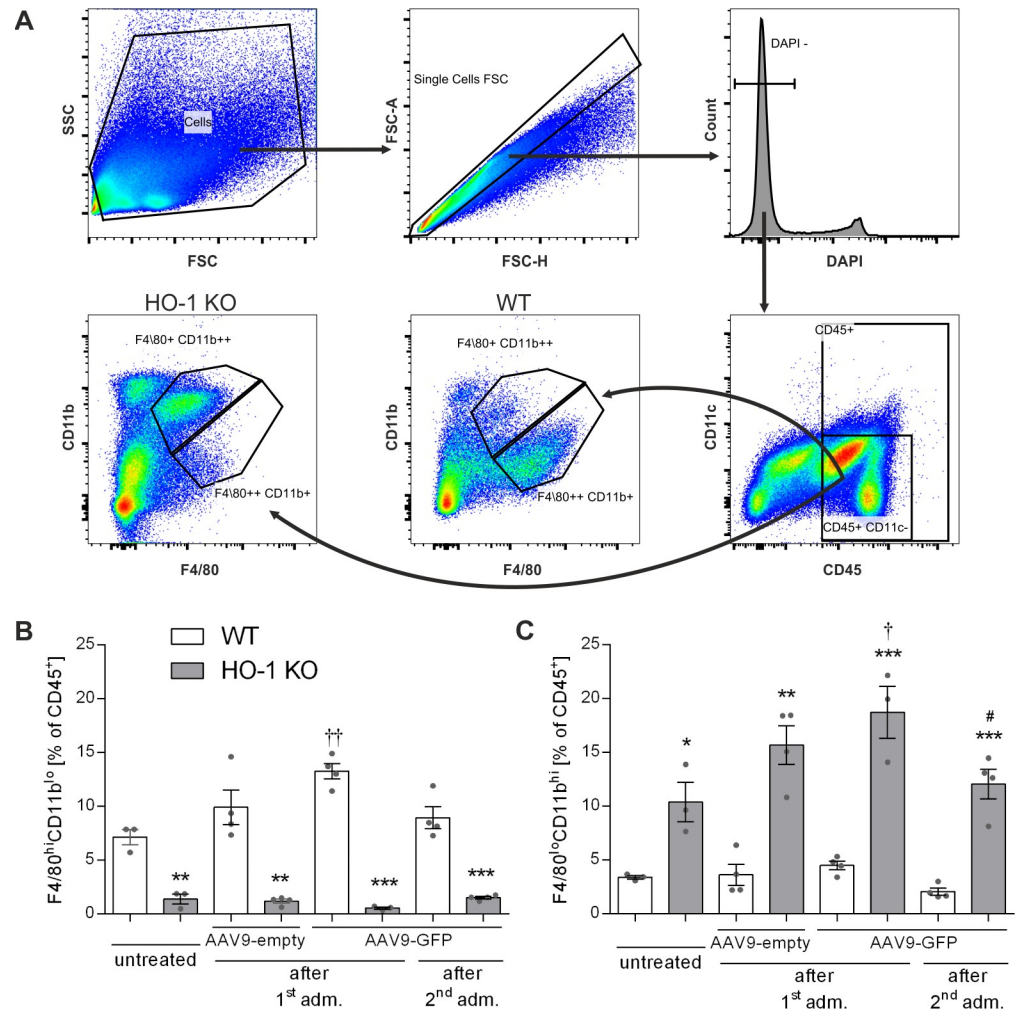 A
SSC
Cells
FSC
FSC-A
Single Cells FSC
FSC-H
Count
DAPI -
DAPI
HO-1 KO
CD11b
F4\80+ CD11b++
F4\80++ CD11b+
F4/80
WT
CD11b
F4\80+ CD11b++
F4\80++ CD11b+
F4/80
CD11c
CD45+
CD45+ CD11c-
CD45
B
WT
HO-1 KO
F4/80hiCD11blo [% of CD45+]
25
20
15
10
5
0
**
**
††
***
***
untreated
AAV9-empty
AAV9-GFP
after
1st adm.
after
2nd adm.
C
F4/80loCD11bhi [% of CD45+]
25
20
15
10
5
0
*
**
†
***
#
***
untreated
AAV9-empty
AAV9-GFP
after
1st adm.
after
2nd adm.